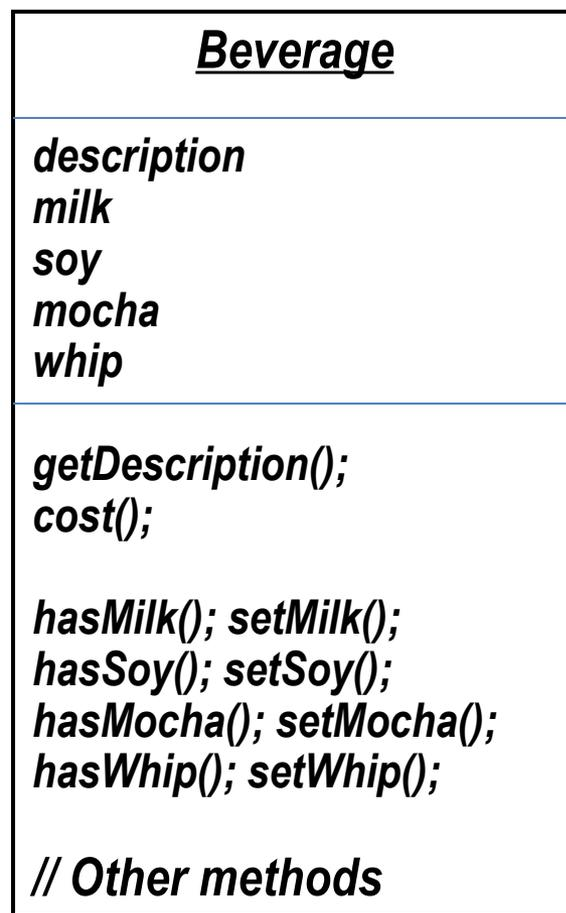 Beverage
description
milk
soy
mocha
whip
getDescription();
cost();
hasMilk(); setMilk();
hasSoy(); setSoy();
hasMocha(); setMocha();
hasWhip(); setWhip();
// Other methods